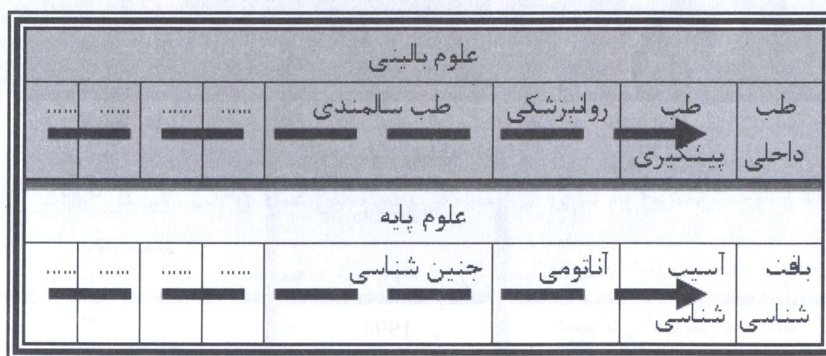 علوم بالینی
طب داخلی
طب پیشگیری
روانپزشکی
طب سالمندی
......
......
......
......
علوم پایه
بافت شناسی
آسیب شناسی
آناتومی
جنین شناسی
......
......
......
......